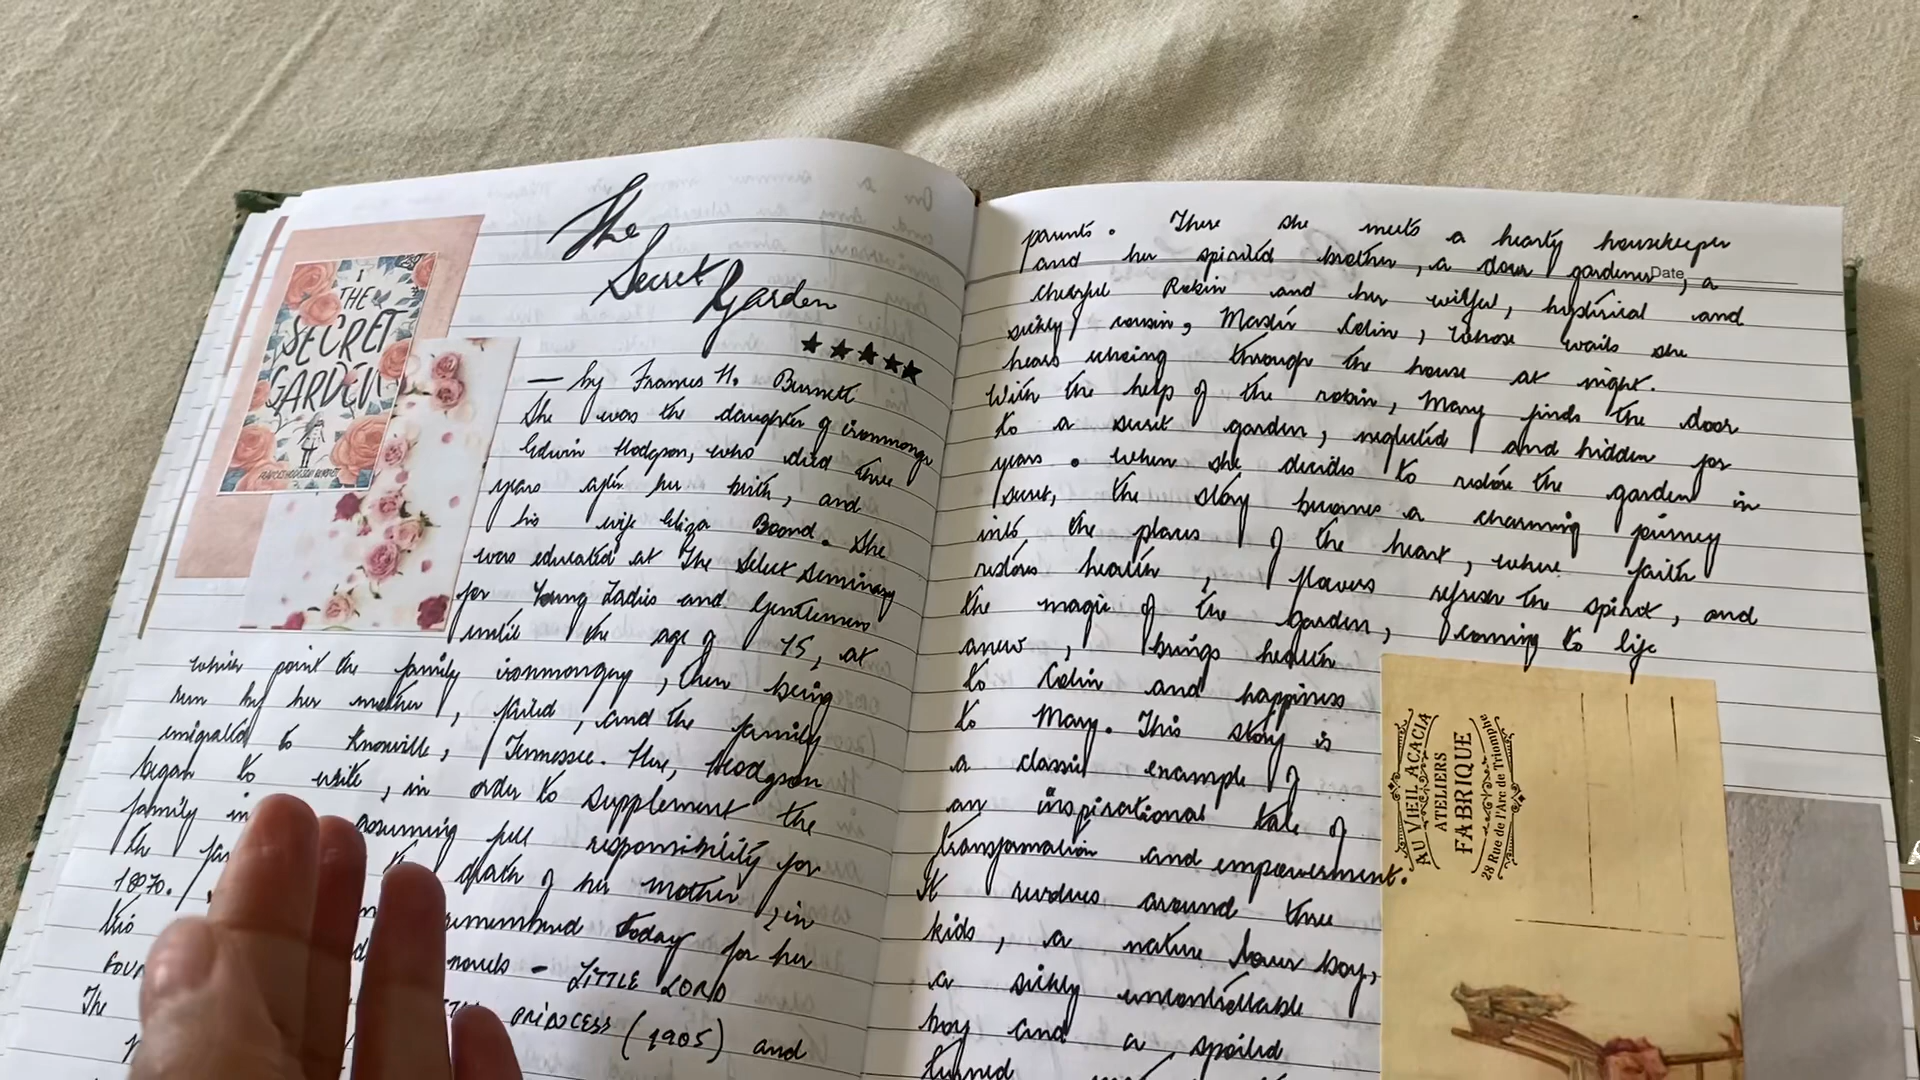 The
Secret
Garden
THE
SECRET
GARDEN
— by Frances H. Burnett
She was the daughter of ironmonger
Edwin Hodgson, who died three
years after her birth, and
his wife Eliza Boond. She
was educated at The Select Seminary
for Young Ladies and Gentlemen
until the age of 15, at
which point the family ironmongery, then being
run by her mother, failed, and the family
emigrated to Knoxville, Tennessee. Here, Hodgson
began to write, in order to supplement the
family in assuming full responsibility for
the death of her mother, in
1870.
remembered today for her
novels - LITTLE LORD
The PRINCESS (1905) and
parents. There she meets a hearty housekeeper
and her spirited brother, a dour gardener, a
Date
cheerful Robin and her wilful, hysterical and
sickly cousin, Master Colin, whose wails she
hears echoing through the house at night.
With the help of the robin, Mary finds the door
to a secret garden, neglected and hidden for
years. When she decides to restore the garden in
secret, the story becomes a charming journey
into the places of the heart, where faith
restores health, flowers refresh the spirit, and
the magic of the garden, coming to life
anew, brings health
to Colin and happiness
to Mary. This story is
a classic example of
an inspirational tale of
transformation and empowerment.
It revolves around three
kids, a nature lover boy,
a sickly uncontrollable
boy and a spoiled
turned
AU VIEIL ACACIA
ATELIERS
FABRIQUE
28 Rue de l'Arc de Triomphe